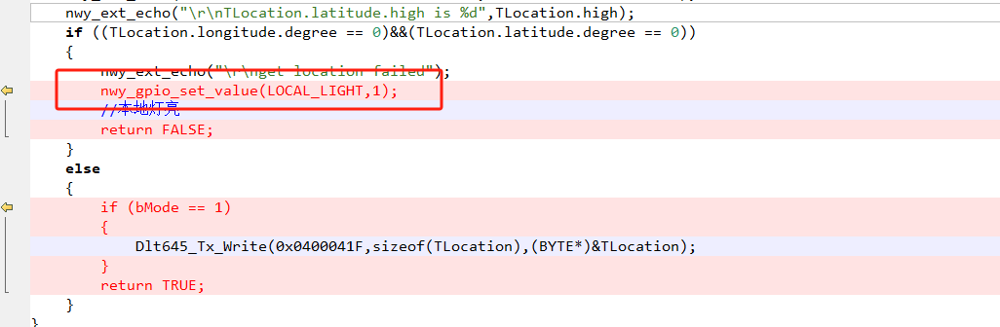 nwy_ext_echo("\r\nTLocation.latitude.high is %d",TLocation.high);
if ((TLocation.longitude.degree == 0)&&(TLocation.latitude.degree == 0))
{
nwy_ext_echo("\r\nget location failed");
nwy_gpio_set_value(LOCAL_LIGHT,1);
//本地灯亮
return FALSE;
}
else
{
if (bMode == 1)
{
Dlt645_Tx_Write(0x0400041F,sizeof(TLocation),(BYTE*)&TLocation);
}
return TRUE;
}
}